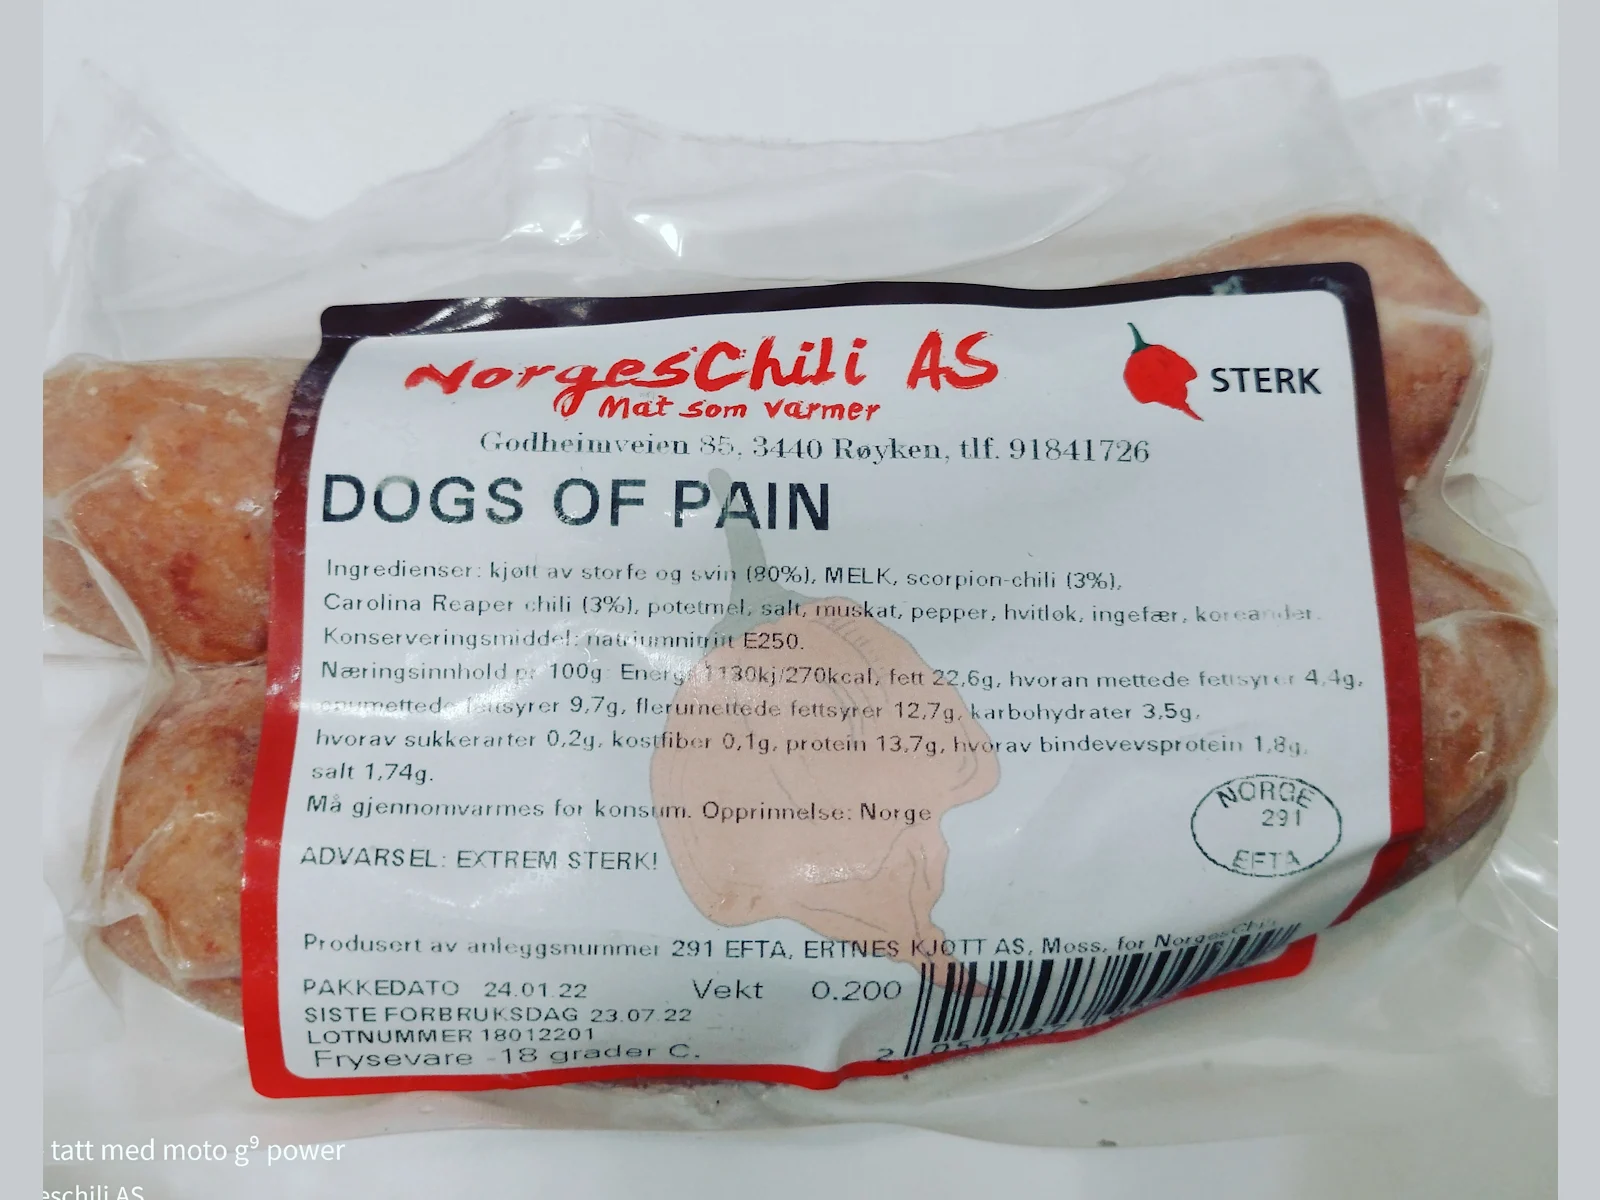 NorgesChili AS
Mat som varmer
STERK
Godheimveien 85, 3440 Røyken, tlf. 91841726
DOGS OF PAIN
Ingredienser: kjøtt av storfe og svin (80%), MELK, scorpion-chili (3%),
Carolina Reaper chili (3%), potetmel, salt, muskat, pepper, hvitløk, ingefær, koreander.
Konserveringsmiddel: natriumnitritt E250.
Næringsinnhold pr 100g: Energi 1130kj/270kcal, fett 22,6g, hvoran mettede fettsyrer 4,4g,
enumettede fettsyrer 9,7g, flerumettede fettsyrer 12,7g, karbohydrater 3,5g,
hvorav sukkerarter 0,2g, kostfiber 0,1g, protein 13,7g, hvorav bindevevsprotein 1,8g,
salt 1,74g.
Må gjennomvarmes for konsum. Opprinnelse: Norge
NORGE
291
EFTA
ADVARSEL: EXTREM STERK!
Produsert av anleggsnummer 291 EFTA, ERTNES KJØTT AS, Moss, for NorgesChili
PAKKEDATO 24.01.22 Vekt 0.200
SISTE FORBRUKSDAG 23.07.22
LOTNUMMER 18012201
Frysevare -18 grader C.
tatt med moto g⁹ power
eschili AS